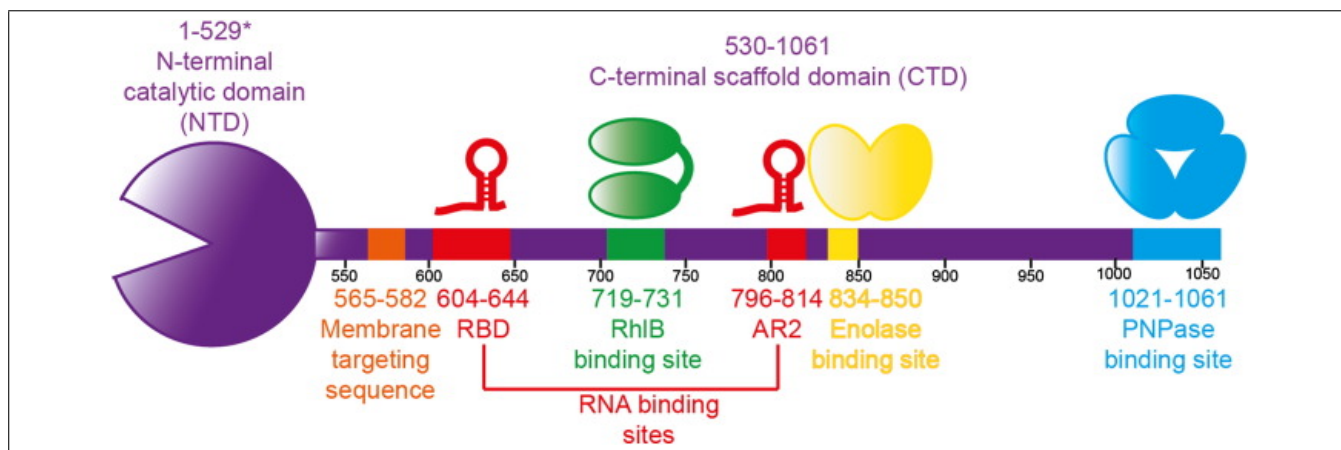 1-529*
N-terminal
catalytic domain
(NTD)
530-1061
C-terminal scaffold domain (CTD)
550
600
650
700
750
800
850
900
950
1000
1050
565-582
Membrane
targeting
sequence
604-644
RBD
719-731
RhlB
binding site
796-814
AR2
834-850
Enolase
binding site
1021-1061
PNPase
binding site
RNA binding
sites